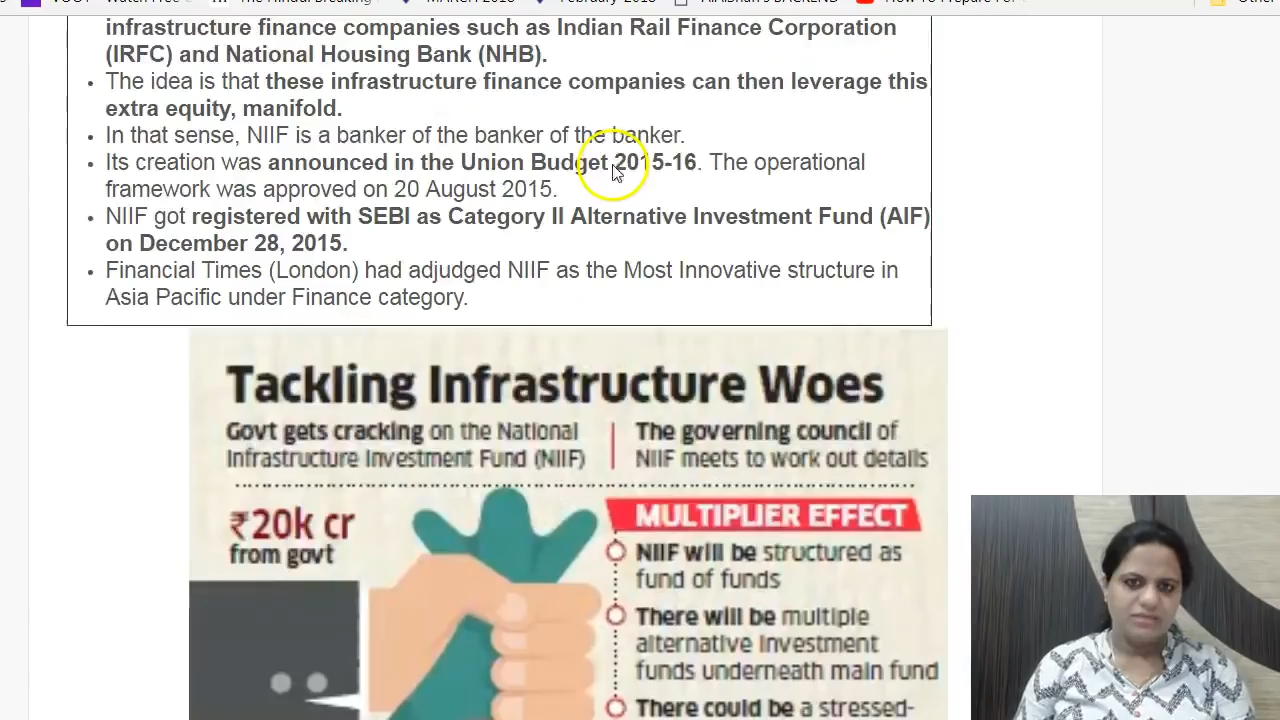 infrastructure finance companies such as Indian Rail Finance Corporation
(IRFC) and National Housing Bank (NHB).
The idea is that these infrastructure finance companies can then leverage this
extra equity, manifold.
In that sense, NIIF is a banker of the banker of the banker.
Its creation was announced in the Union Budget 2015-16. The operational
framework was approved on 20 August 2015.
NIIF got registered with SEBI as Category II Alternative Investment Fund (AIF)
on December 28, 2015.
Financial Times (London) had adjudged NIIF as the Most Innovative structure in
Asia Pacific under Finance category.
Tackling Infrastructure Woes
Govt gets cracking on the National
Infrastructure Investment Fund (NIIF)
The governing council of
NIIF meets to work out details
₹20k cr
from govt
MULTIPLIER EFFECT
NIIF will be structured as
fund of funds
There will be multiple
alternative investment
funds underneath main fund
There could be a stressed-